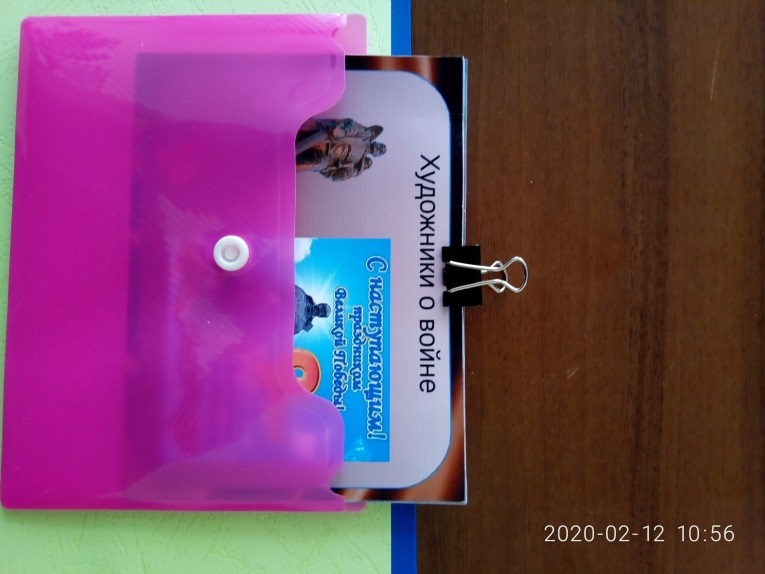 Художники о войне
С наступающим!
праздником
Великой Победы!
2020-02-12 10:56